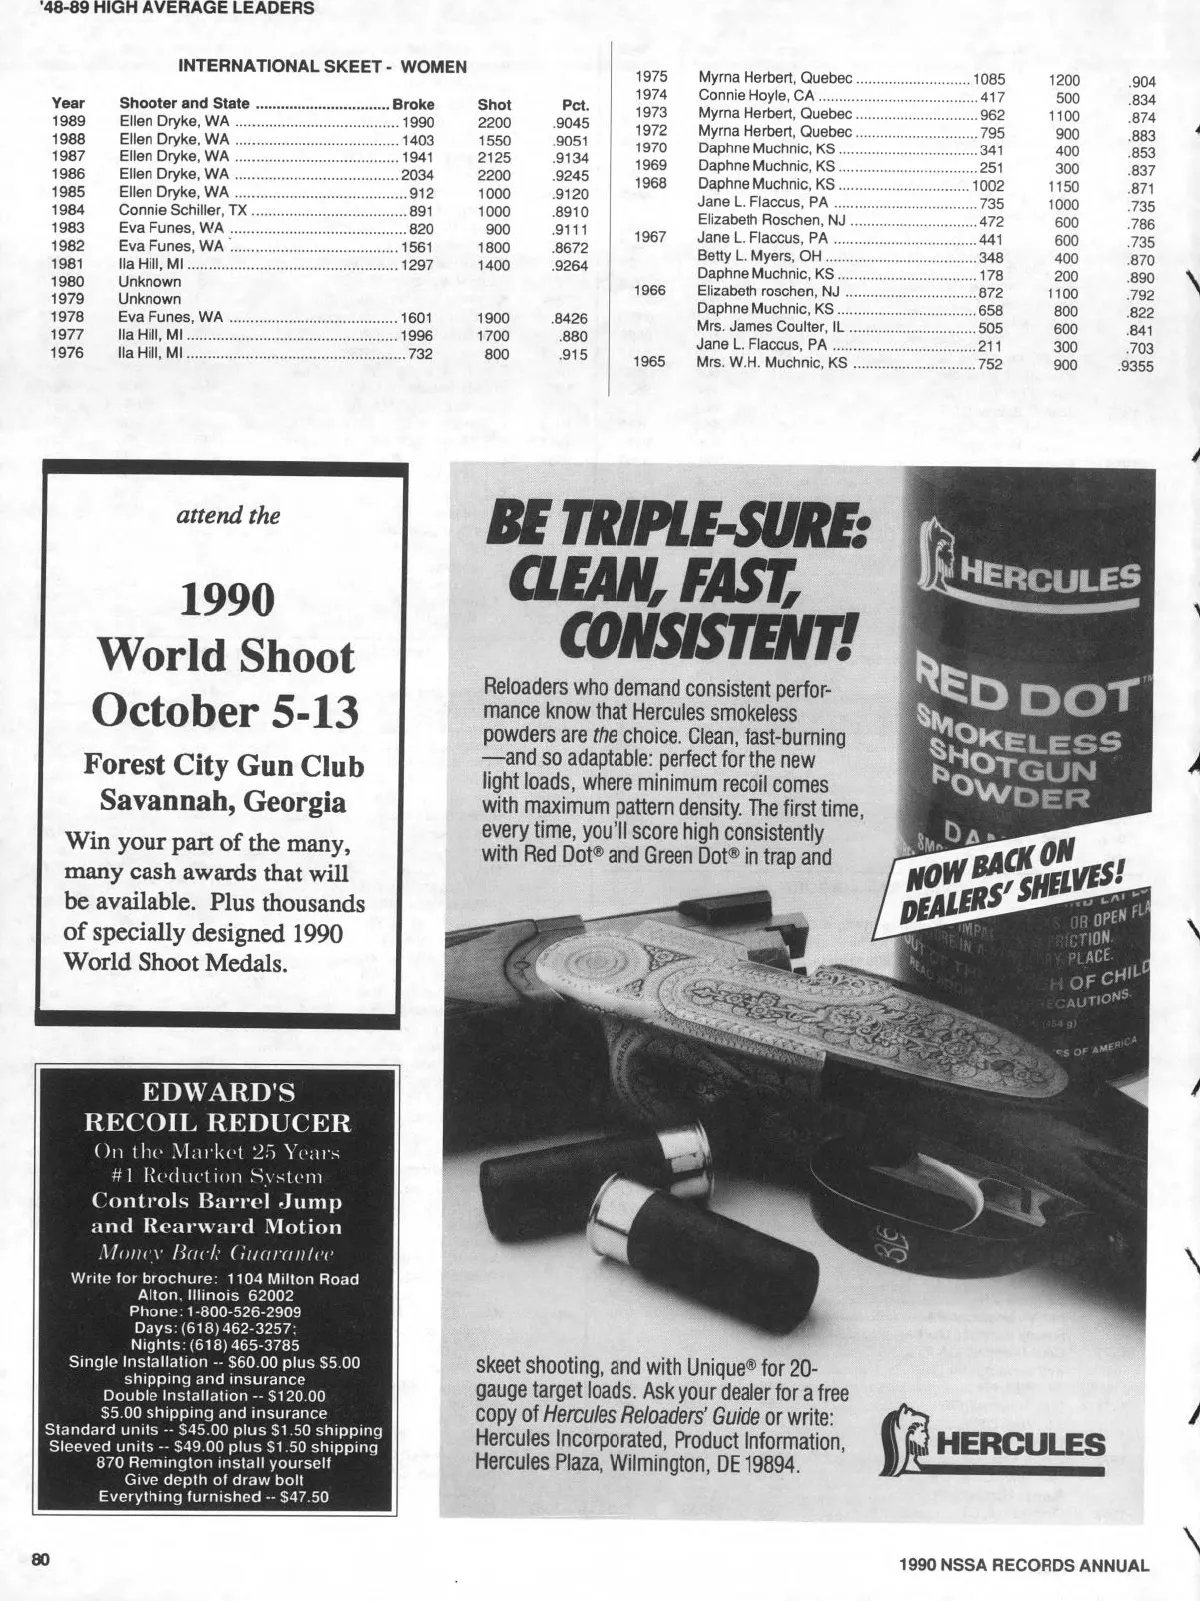 '48-89 HIGH AVERAGE LEADERS
INTERNATIONAL SKEET - WOMEN
Year Shooter and State ................................ Broke Shot Pct.
1989 Ellen Dryke, WA ........................................ 1990 2200 .9045
1988 Ellen Dryke, WA ........................................ 1403 1550 .9051
1987 Ellen Dryke, WA ........................................ 1941 2125 .9134
1986 Ellen Dryke, WA ........................................ 2034 2200 .9245
1985 Ellen Dryke, WA .......................................... 912 1000 .9120
1984 Connie Schiller, TX ...................................... 891 1000 .8910
1983 Eva Funes, WA ........................................... 820 900 .9111
1982 Eva Funes, WA ......................................... 1561 1800 .8672
1981 Ila Hill, MI ................................................... 1297 1400 .9264
1980 Unknown
1979 Unknown
1978 Eva Funes, WA ......................................... 1601 1900 .8426
1977 Ila Hill, MI ................................................... 1996 1700 .880
1976 Ila Hill, MI ..................................................... 732 800 .915
1975 Myrna Herbert, Quebec ............................ 1085 1200 .904
1974 Connie Hoyle, CA ....................................... 417 500 .834
1973 Myrna Herbert, Quebec .............................. 962 1100 .874
1972 Myrna Herbert, Quebec .............................. 795 900 .883
1970 Daphne Muchnic, KS .................................. 341 400 .853
1969 Daphne Muchnic, KS .................................. 251 300 .837
1968 Daphne Muchnic, KS ................................ 1002 1150 .871
Jane L. Flaccus, PA ................................... 735 1000 .735
Elizabeth Roschen, NJ ............................... 472 600 .786
1967 Jane L. Flaccus, PA ................................... 441 600 .735
Betty L. Myers, OH ..................................... 348 400 .870
Daphne Muchnic, KS .................................. 178 200 .890
1966 Elizabeth roschen, NJ ................................ 872 1100 .792
Daphne Muchnic, KS .................................. 658 800 .822
Mrs. James Coulter, IL ............................... 505 600 .841
Jane L. Flaccus, PA ................................... 211 300 .703
1965 Mrs. W.H. Muchnic, KS .............................. 752 900 .9355
attend the
1990
World Shoot
October 5-13
Forest City Gun Club
Savannah, Georgia
Win your part of the many,
many cash awards that will
be available. Plus thousands
of specially designed 1990
World Shoot Medals.
EDWARD'S
RECOIL REDUCER
On the Market 25 Years
#1 Reduction System
Controls Barrel Jump
and Rearward Motion
Money Back Guarantee
Write for brochure: 1104 Milton Road
Alton, Illinois 62002
Phone: 1-800-526-2909
Days: (618) 462-3257;
Nights: (618) 465-3785
Single Installation -- $60.00 plus $5.00
shipping and insurance
Double Installation -- $120.00
$5.00 shipping and insurance
Standard units -- $45.00 plus $1.50 shipping
Sleeved units -- $49.00 plus $1.50 shipping
870 Remington install yourself
Give depth of draw bolt
Everything furnished -- $47.50
BE TRIPLE-SURE:
CLEAN, FAST,
CONSISTENT!
Reloaders who demand consistent perfor-
mance know that Hercules smokeless
powders are the choice. Clean, fast-burning
—and so adaptable: perfect for the new
light loads, where minimum recoil comes
with maximum pattern density. The first time,
every time, you'll score high consistently
with Red Dot® and Green Dot® in trap and
HERCULES
RED DOT™
SMOKELESS
SHOTGUN
POWDER
NOW BACK ON
DEALERS' SHELVES!
OR OPEN
PLACE.
OF
OF AMERICA
skeet shooting, and with Unique® for 20-
gauge target loads. Ask your dealer for a free
copy of Hercules Reloaders' Guide or write:
Hercules Incorporated, Product Information,
Hercules Plaza, Wilmington, DE 19894.
HERCULES
80
1990 NSSA RECORDS ANNUAL